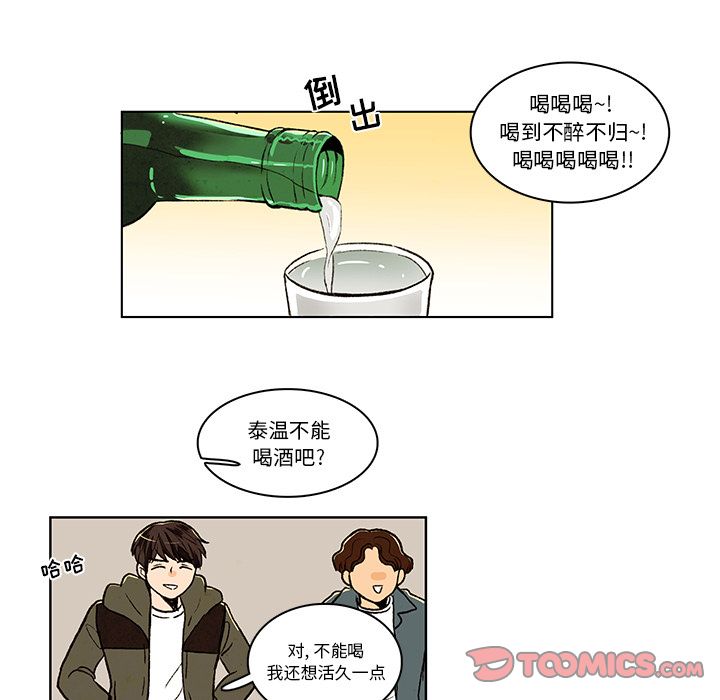 倒出
喝喝喝~!
喝到不醉不归~!
喝喝喝喝喝!!
泰温不能
喝酒吧?
哈哈
对, 不能喝
我还想活久一点
TOOMICS.COM